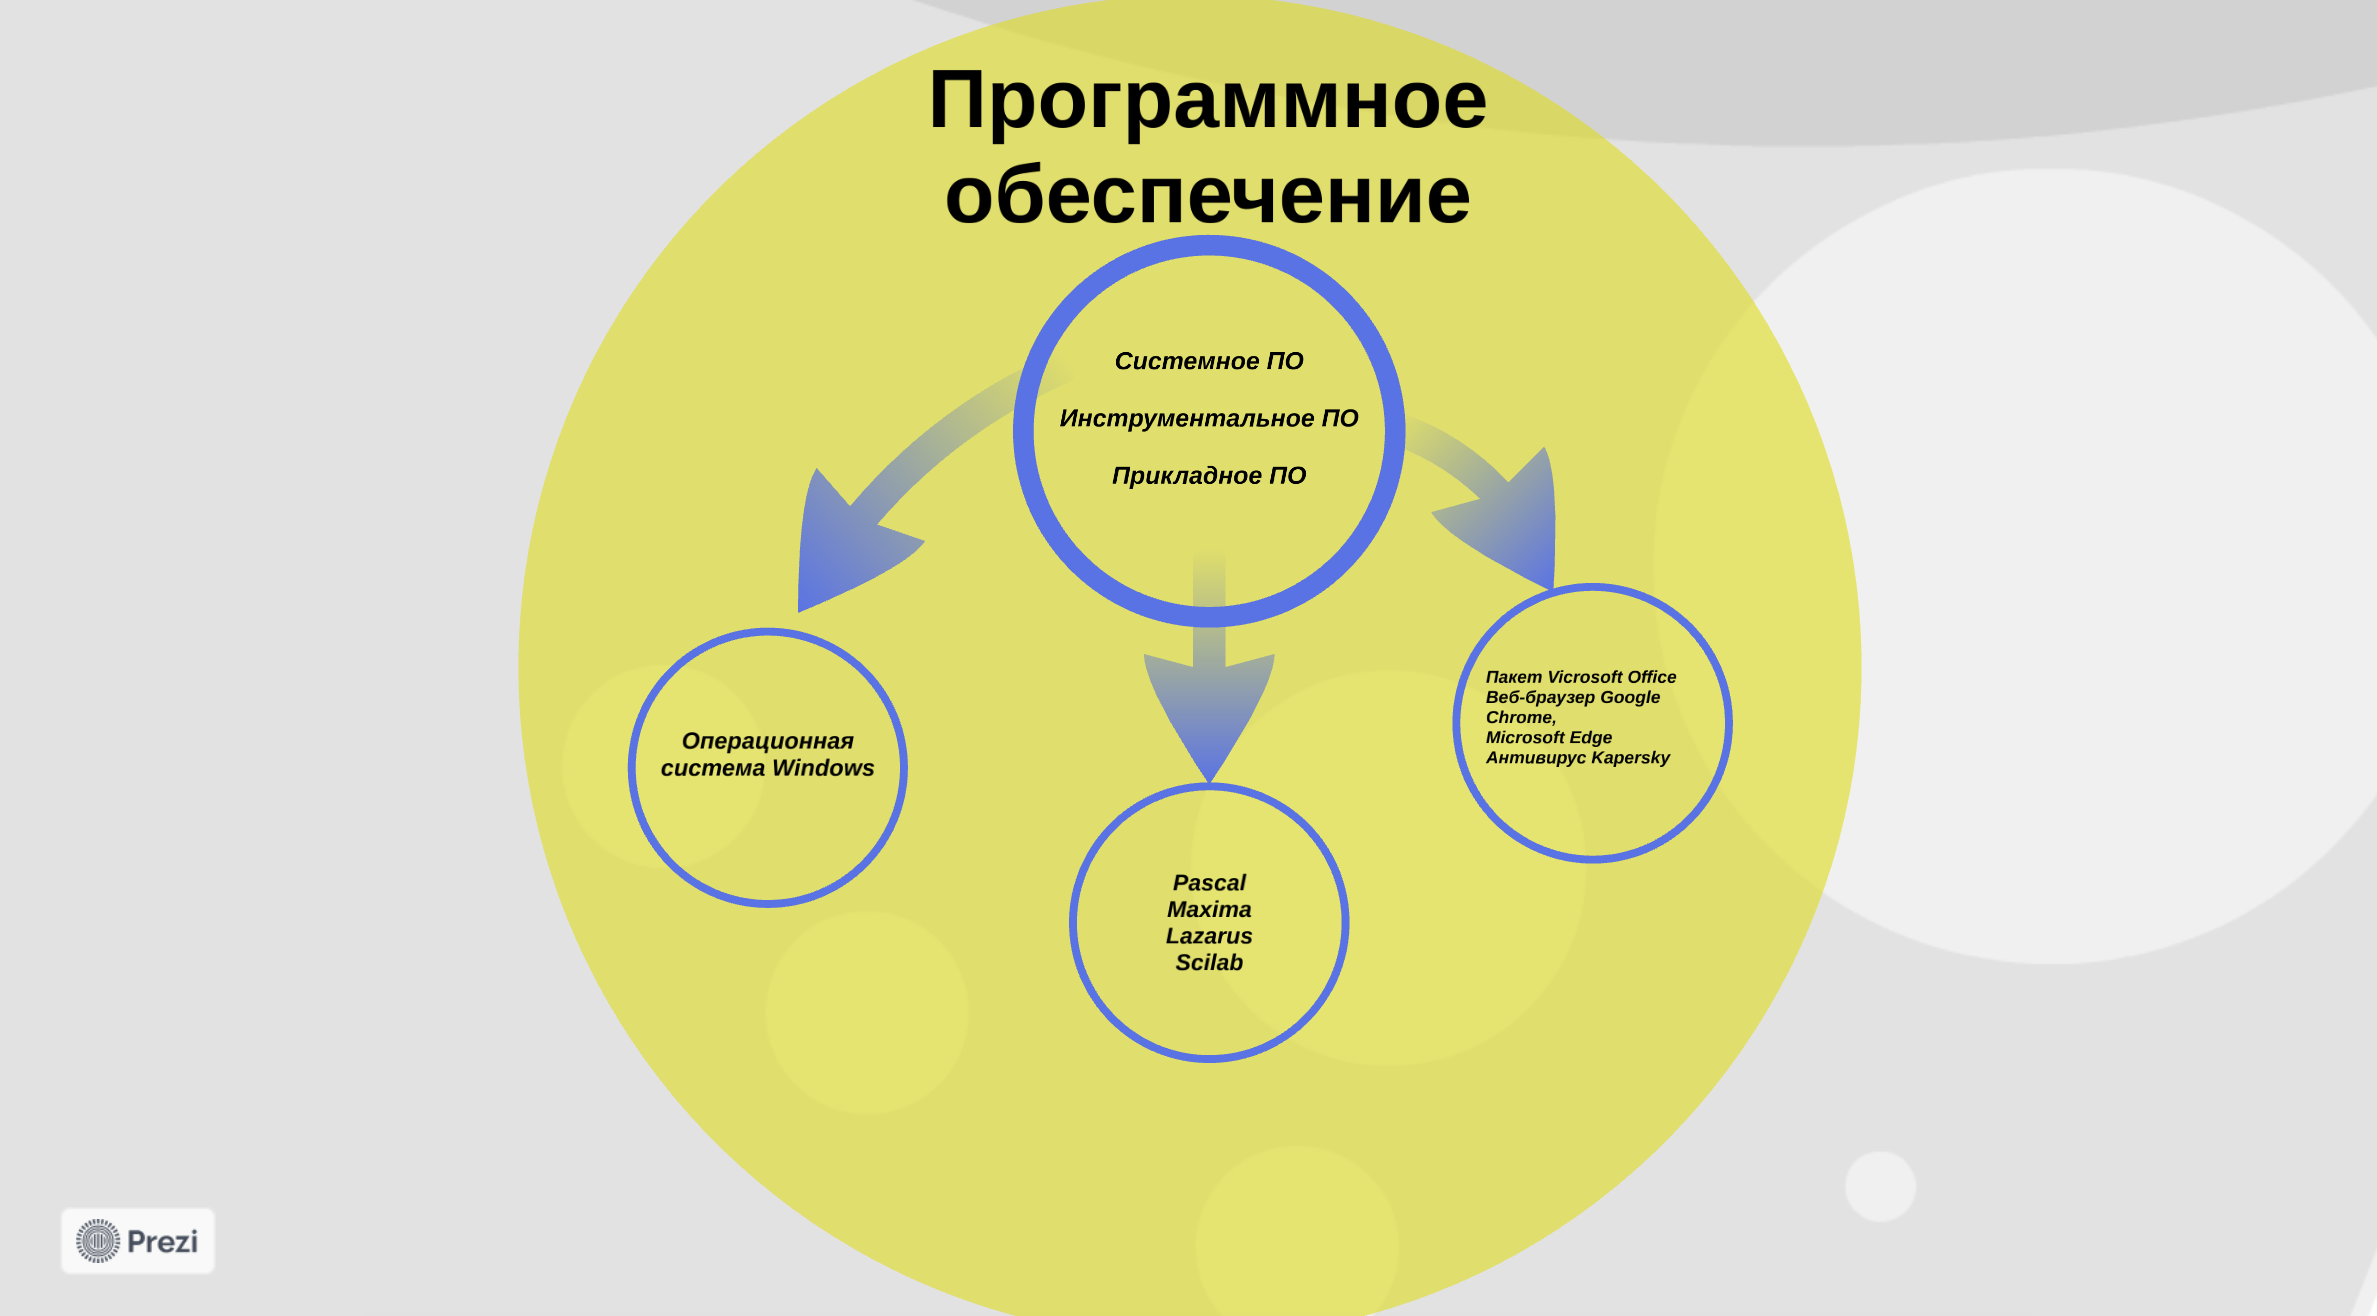 Программное
обеспечение
Системное ПО
Инструментальное ПО
Прикладное ПО
Операционная
система Windows
Pascal
Maxima
Lazarus
Scilab
Пакет Vicrosoft Office
Веб-браузер Google
Chrome,
Microsoft Edge
Антивирус Kapersky
Prezi